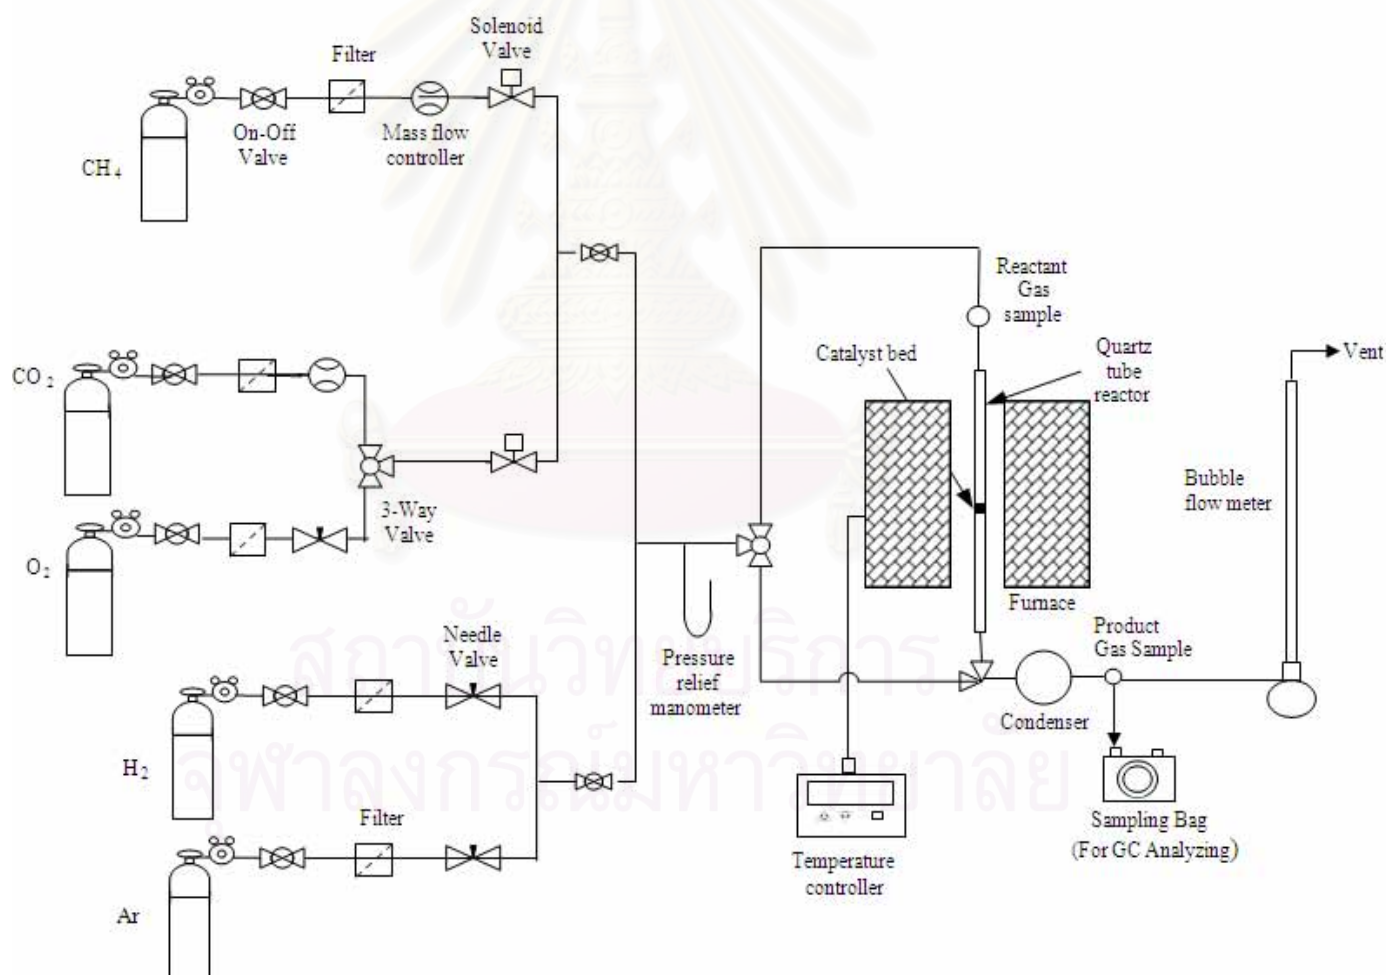 Solenoid
Valve
Filter
On-Off
Valve
Mass flow
controller
CH4
Reactant
Gas
sample
Catalyst bed
Quartz
tube
reactor
Vent
CO2
3-Way
Valve
Bubble
flow meter
O2
Furnace
Needle
Valve
Pressure
relief
manometer
Product
Gas Sample
Condenser
H2
Filter
Sampling Bag
(For GC Analyzing)
Temperature
controller
Ar
สถาบันวิทยบริการ
จุฬาลงกรณ์มหาวิทยาลัย